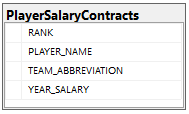 PlayerSalaryContracts
RANK
PLAYER_NAME
TEAM_ABBREVIATION
YEAR_SALARY